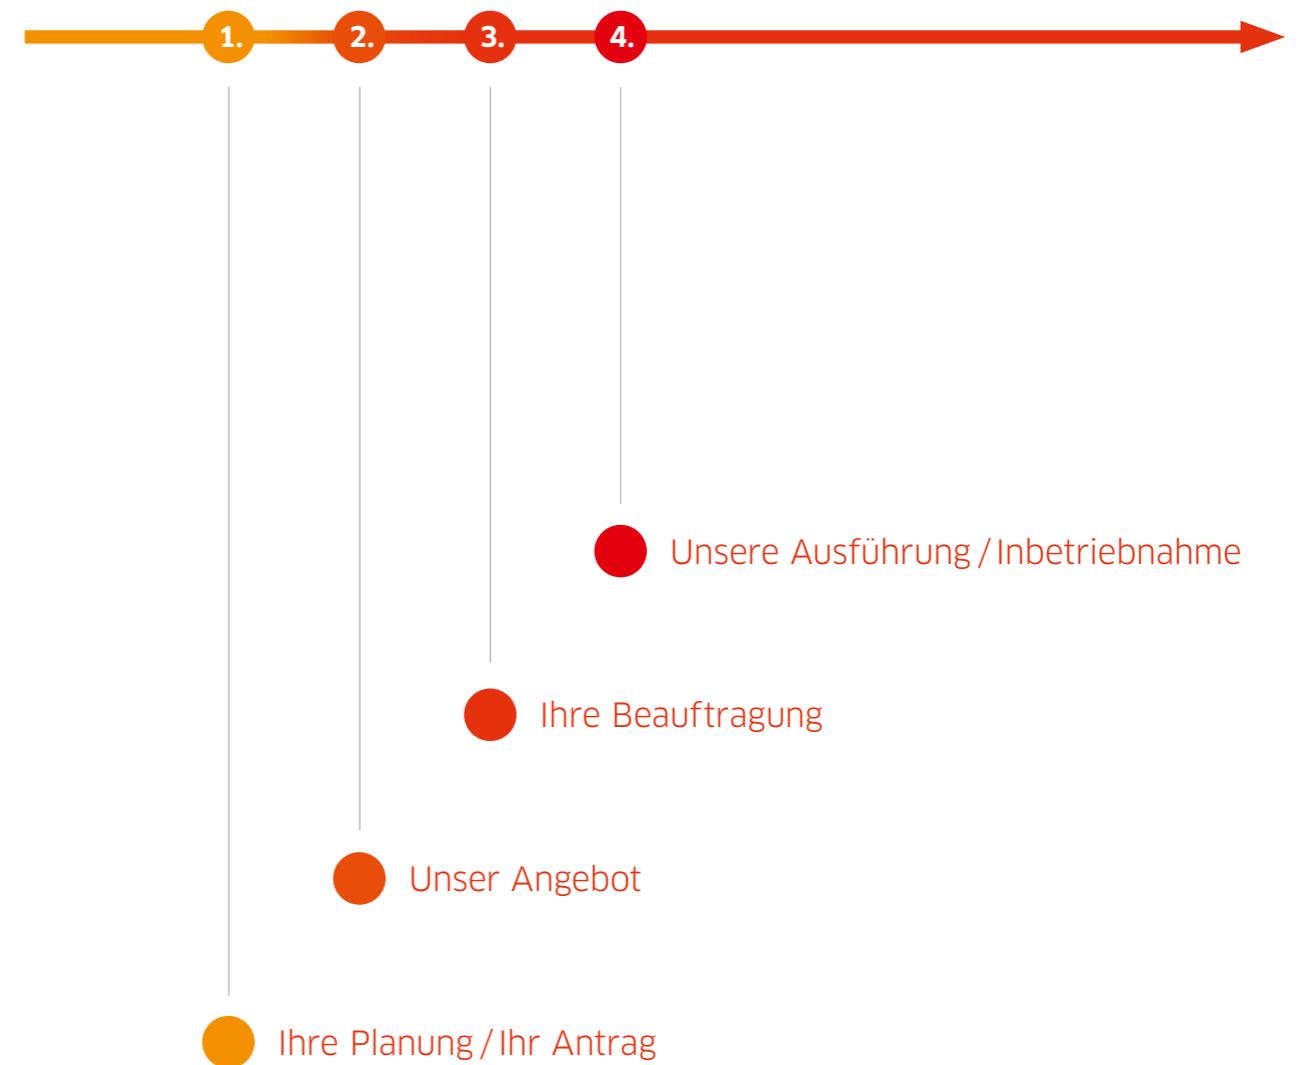 1. 2. 3. 4.
Unsere Ausführung / Inbetriebnahme
Ihre Beauftragung
Unser Angebot
Ihre Planung / Ihr Antrag